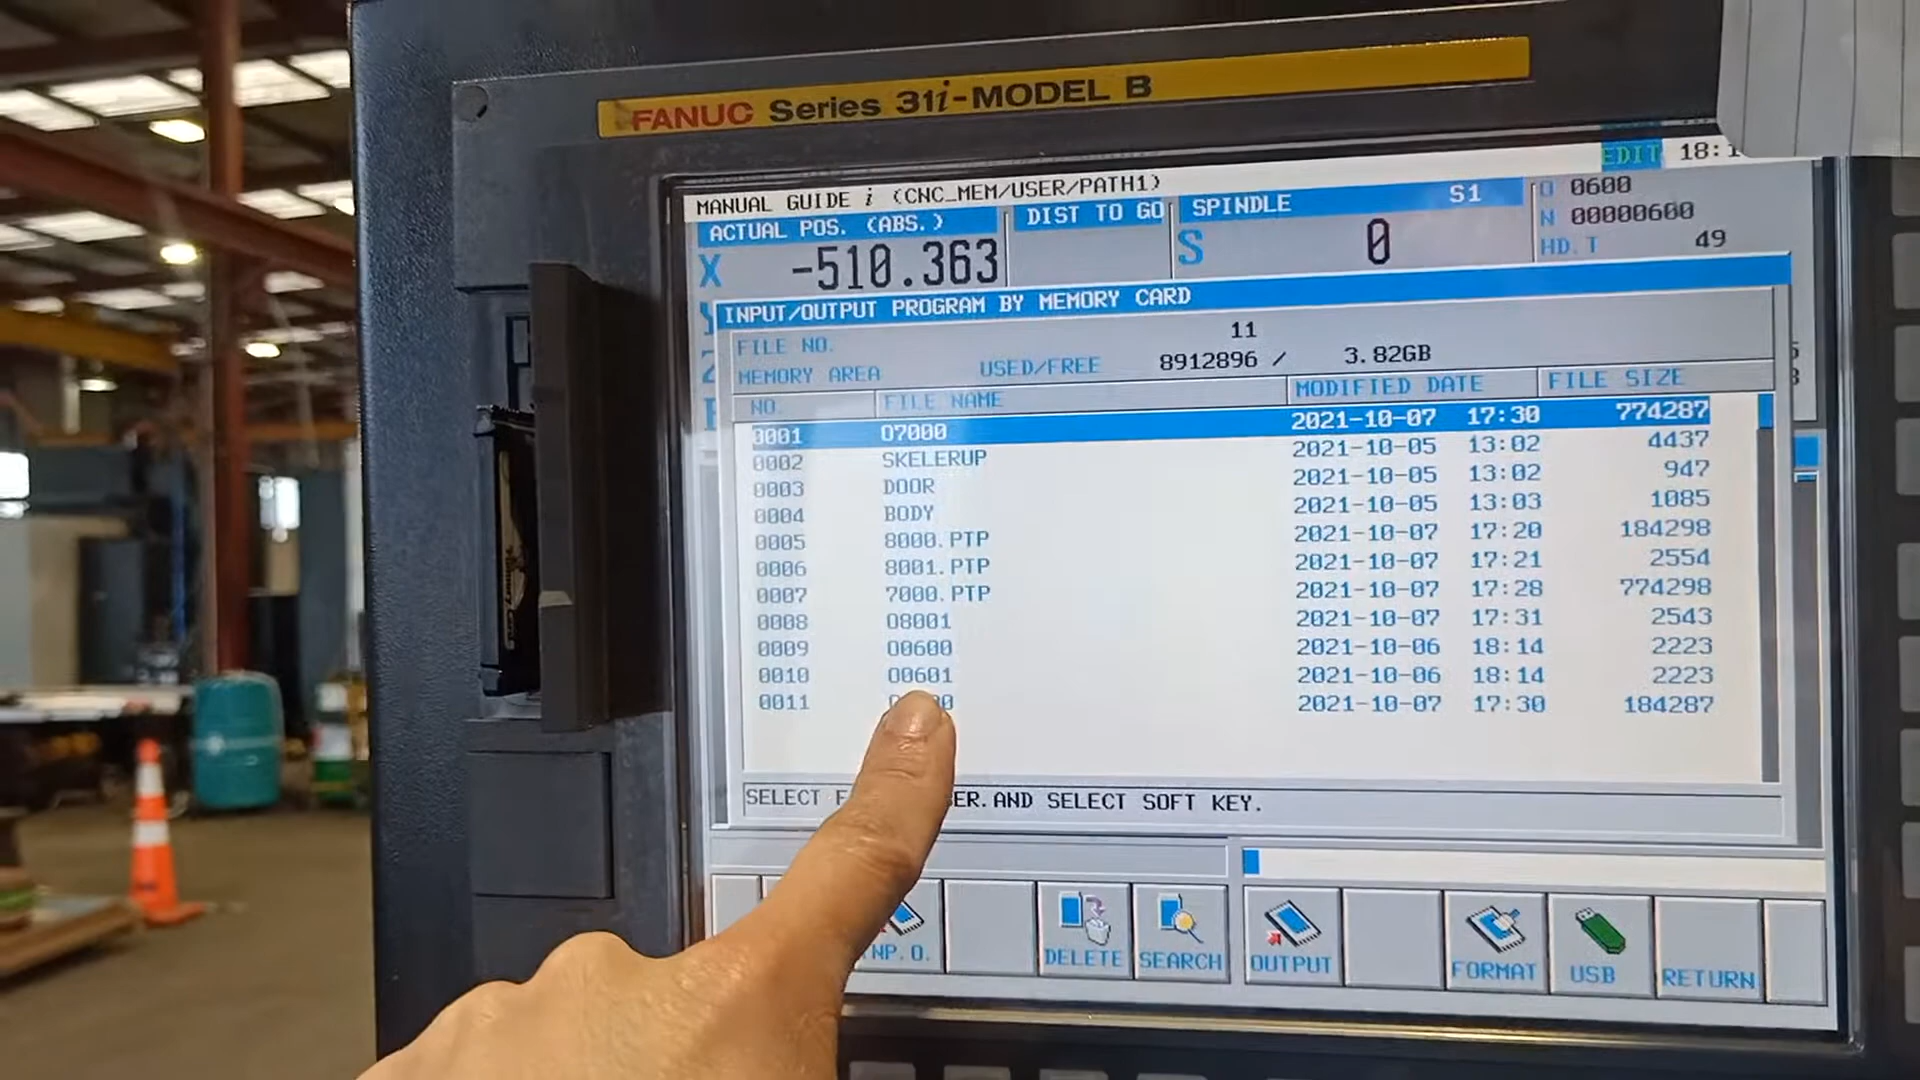 FANUC Series 31i-MODEL B
EDIT 18:1
MANUAL GUIDE i (CNC_MEM/USER/PATH1)
ACTUAL POS. (ABS.) DIST TO GO SPINDLE S1 O 0600
X -510.363 S 0 N 00000600
HD.T 49
INPUT/OUTPUT PROGRAM BY MEMORY CARD
FILE NO. 11
MEMORY AREA USED/FREE 8912896 / 3.82GB
NO. FILE NAME MODIFIED DATE FILE SIZE
0001 O7000 2021-10-07 17:30 774287
0002 SKELERUP 2021-10-05 13:02 4437
0003 DOOR 2021-10-05 13:02 947
0004 BODY 2021-10-05 13:03 1085
0005 8000.PTP 2021-10-07 17:20 184298
0006 8001.PTP 2021-10-07 17:21 2554
0007 7000.PTP 2021-10-07 17:28 774298
0008 O8001 2021-10-07 17:31 2543
0009 O0600 2021-10-06 18:14 2223
0010 O0601 2021-10-06 18:14 2223
0011 2021-10-07 17:30 184287
SELECT AND SELECT SOFT KEY.
DELETE SEARCH OUTPUT FORMAT USB RETURN